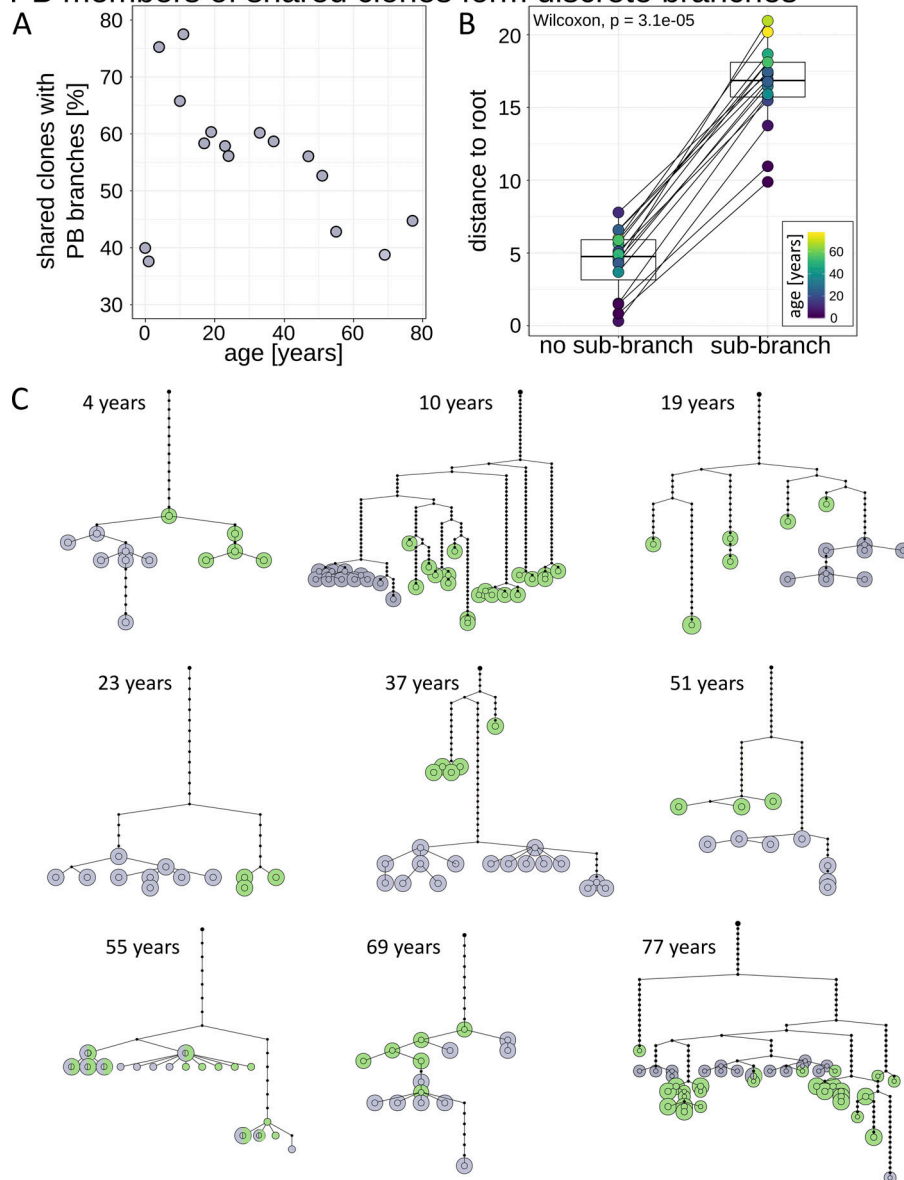 PB members of shared clones form discrete branches
A
B
shared clones with
PB branches [%]
80
70
60
50
40
30
0
20
40
60
80
age [years]
Wilcoxon, p = 3.1e-05
distance to root
20
15
10
5
0
no sub-branch
sub-branch
age [years]
60
40
20
0
C
4 years
10 years
19 years
23 years
37 years
51 years
55 years
69 years
77 years